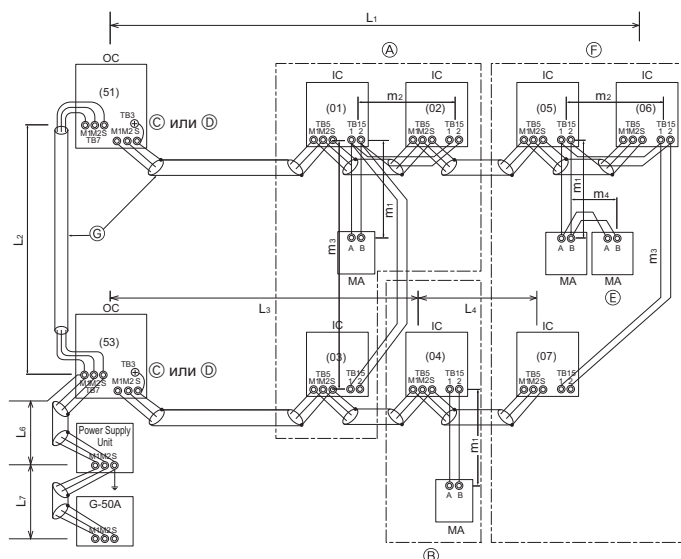 L1
A
F
OC
IC
IC
IC
IC
(51)
(01)
m2
(02)
(05)
m2
(06)
TB3
C или D
TB5
TB15
TB5
TB15
TB5
TB15
TB5
TB15
M1M2S
M1M2 S
M1M2S
1 2
M1M2S
1 2
M1M2S
1 2
M1M2S
1 2
TB7
m1
m1
m4
L2
G
m3
A B
A B
A B
m3
MA
MA
MA
E
L3
L4
OC
IC
IC
IC
(53)
(03)
(04)
(07)
TB3
C или D
TB5
TB15
TB5
TB15
TB5
TB15
M1M2S
M1M2 S
M1M2S
1 2
M1M2S
1 2
M1M2S
1 2
TB7
L6
Power Supply
Unit
M1M2S
m1
L7
G-50A
A B
M1M2S
MA
B